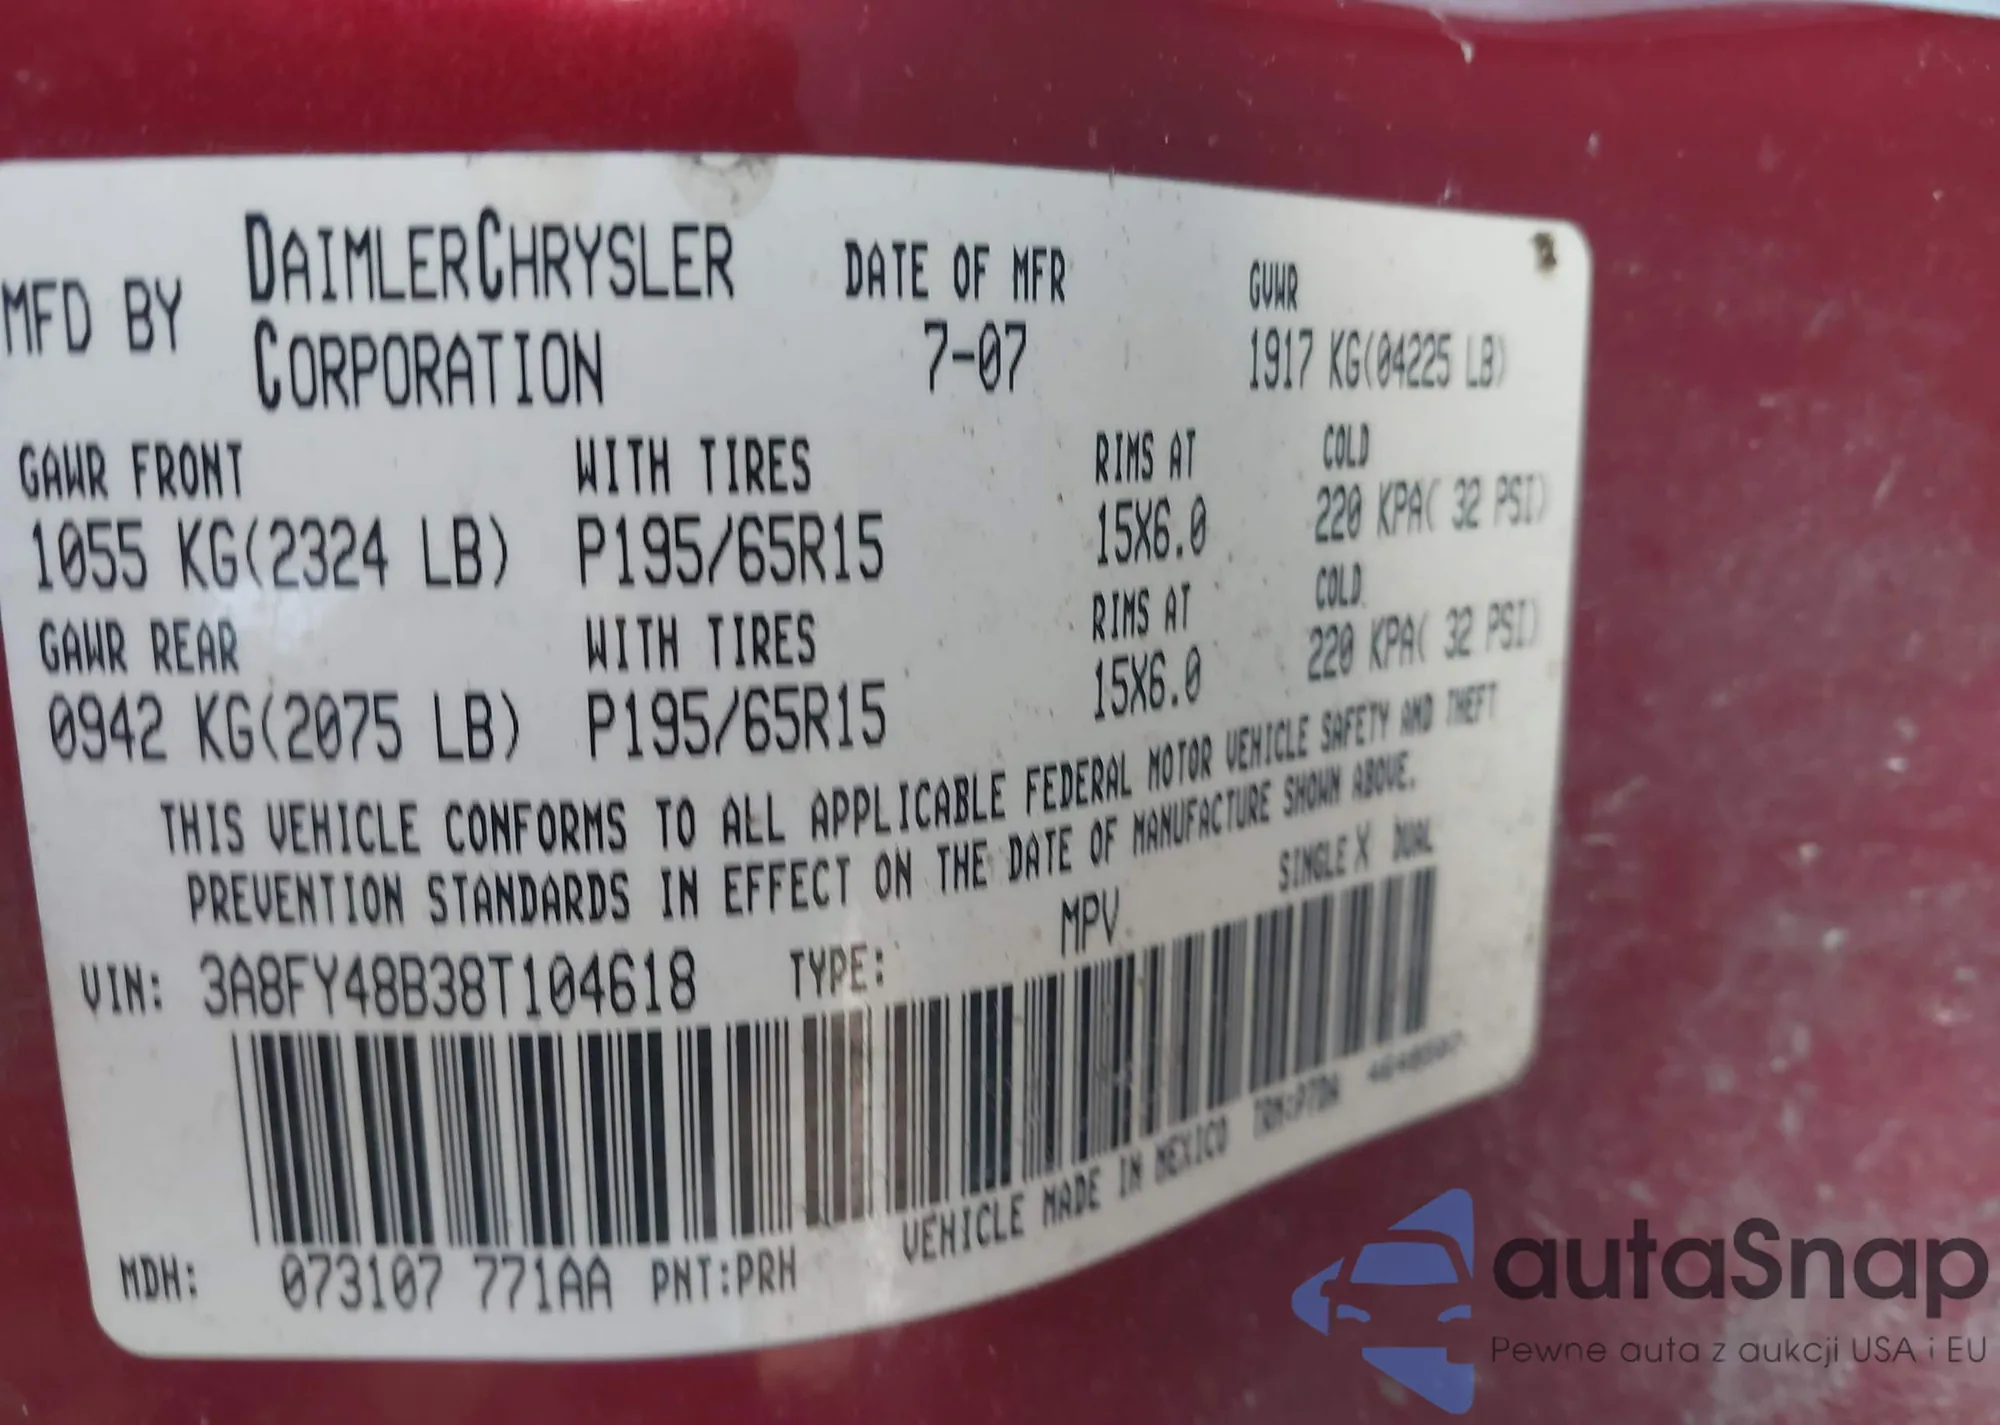 MFD BY DAIMLERCHRYSLER CORPORATION DATE OF MFR 7-07 GVWR 1917 KG(04225 LB)
GAWR FRONT WITH TIRES RIMS AT COLD
1055 KG(2324 LB) P195/65R15 15X6.0 220 KPA( 32 PSI)
GAWR REAR WITH TIRES RIMS AT COLD
0942 KG(2075 LB) P195/65R15 15X6.0 220 KPA( 32 PSI)
THIS VEHICLE CONFORMS TO ALL APPLICABLE FEDERAL MOTOR VEHICLE SAFETY AND THEFT
PREVENTION STANDARDS IN EFFECT ON THE DATE OF MANUFACTURE SHOWN ABOVE.
VIN: 3A8FY48B38T104618 TYPE: MPV SINGLE X DUAL
MDH: 073107 771AA PNT:PRH VEHICLE MADE IN MEXICO TRM:P7DA
autaSnap
Pewne auta z aukcji USA i EU